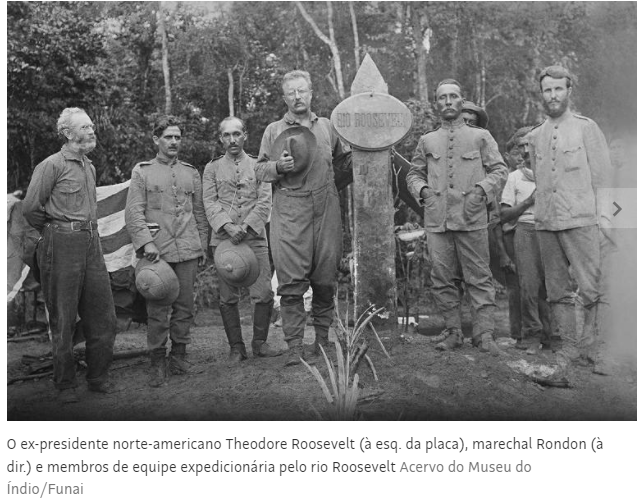 RIO ROOSEVELT
O ex-presidente norte-americano Theodore Roosevelt (à esq. da placa), marechal Rondon (à
dir.) e membros de equipe expedicionária pelo rio Roosevelt Acervo do Museu do
Índio/Funai